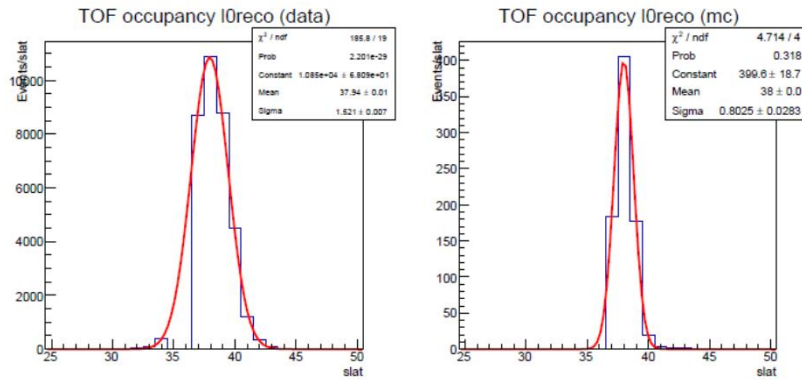 TOF occupancy l0reco (data)
χ² / ndf 185.8 / 19
Prob 2.201e-29
Constant 1.085e+04 ± 6.809e+01
Mean 37.94 ± 0.01
Sigma 1.521 ± 0.007
Events/slat
10000
8000
6000
4000
2000
0
25 30 35 40 45 50
slat
TOF occupancy l0reco (mc)
χ² / ndf 4.714 / 4
Prob 0.318
Constant 399.6 ± 18.7
Mean 38 ± 0.0
Sigma 0.8025 ± 0.0283
Events/slat
400
350
300
250
200
150
100
50
0
25 30 35 40 45 50
slat